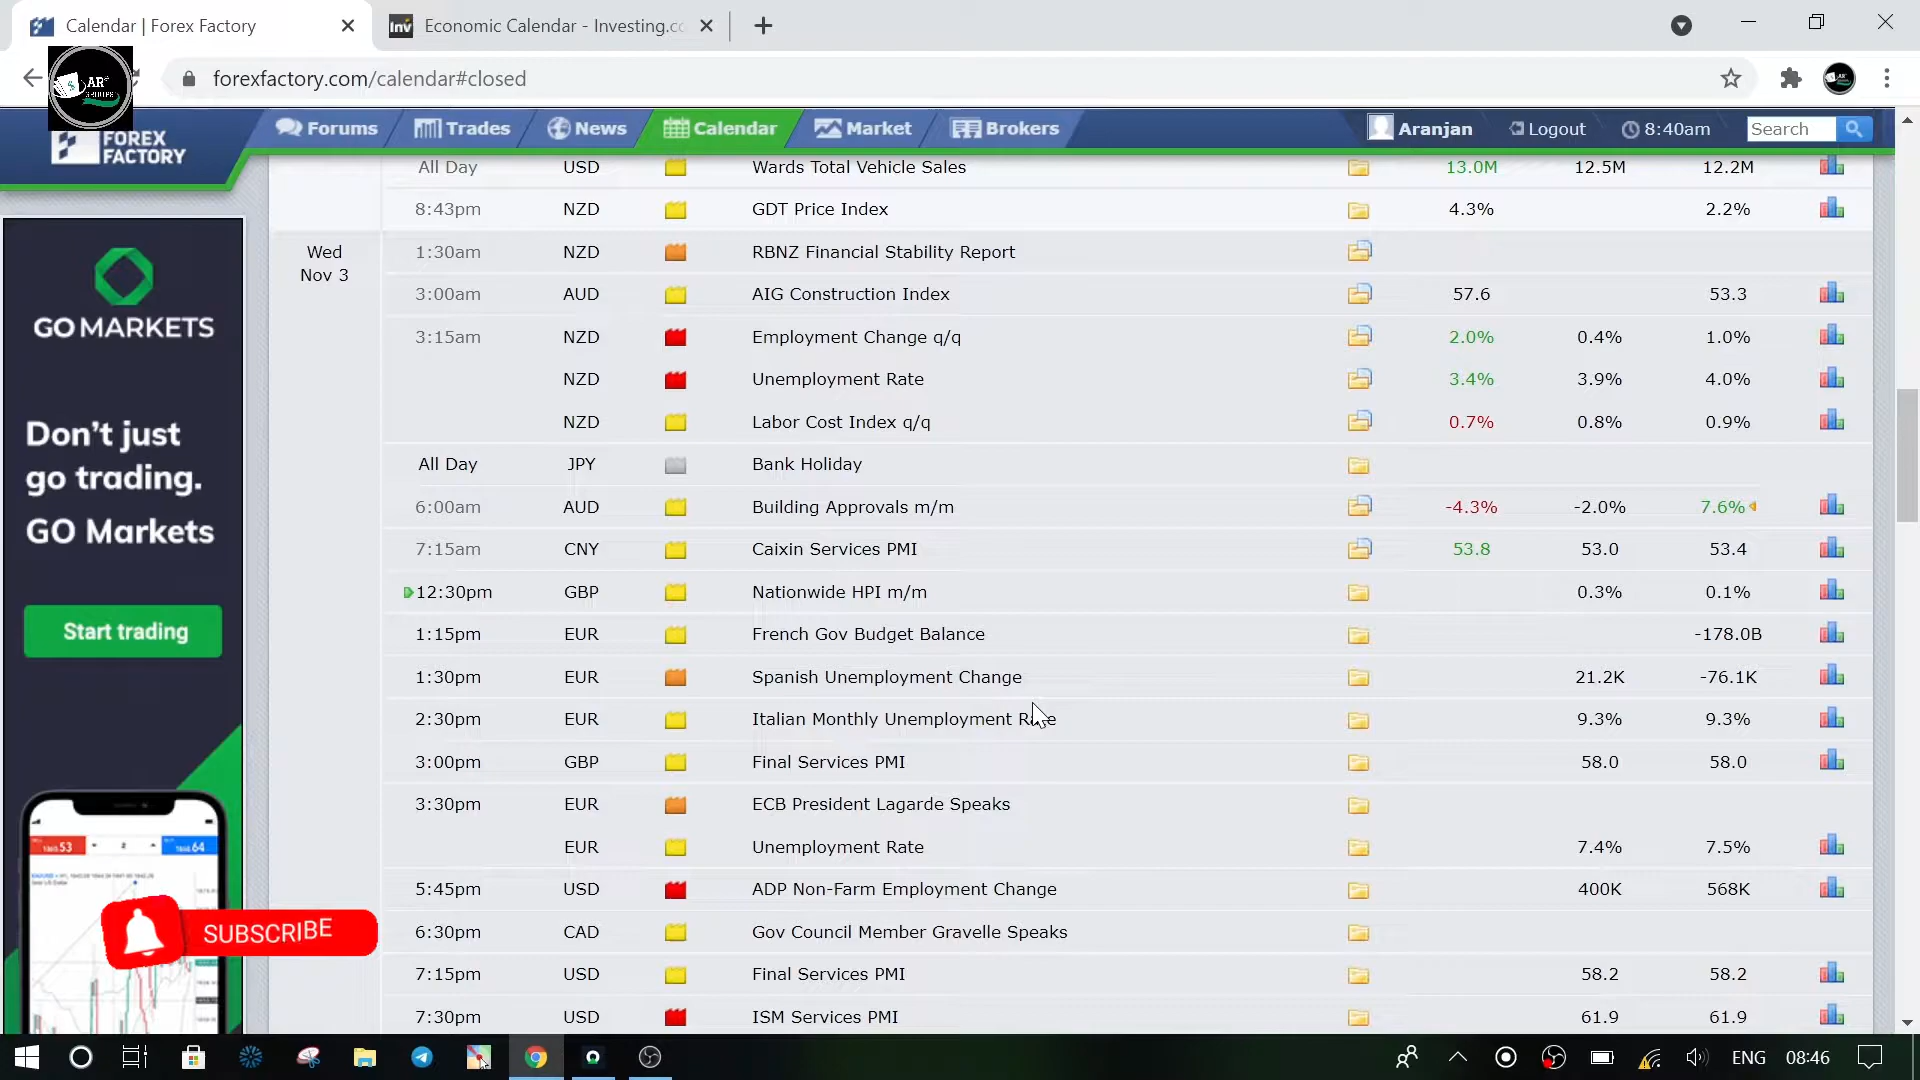 Calendar | Forex Factory
Inv Economic Calendar - Investing.co
forexfactory.com/calendar#closed
AR
GROUPS
FOREX
FACTORY
Forums Trades News Calendar Market Brokers Aranjan Logout 8:40am Search
All Day USD Wards Total Vehicle Sales 13.0M 12.5M 12.2M
8:43pm NZD GDT Price Index 4.3% 2.2%
Wed
Nov 3
1:30am NZD RBNZ Financial Stability Report
3:00am AUD AIG Construction Index 57.6 53.3
3:15am NZD Employment Change q/q 2.0% 0.4% 1.0%
NZD Unemployment Rate 3.4% 3.9% 4.0%
NZD Labor Cost Index q/q 0.7% 0.8% 0.9%
All Day JPY Bank Holiday
6:00am AUD Building Approvals m/m -4.3% -2.0% 7.6%
7:15am CNY Caixin Services PMI 53.8 53.0 53.4
12:30pm GBP Nationwide HPI m/m 0.3% 0.1%
1:15pm EUR French Gov Budget Balance -178.0B
1:30pm EUR Spanish Unemployment Change 21.2K -76.1K
2:30pm EUR Italian Monthly Unemployment 9.3% 9.3%
3:00pm GBP Final Services PMI 58.0 58.0
3:30pm EUR ECB President Lagarde Speaks
EUR Unemployment Rate 7.4% 7.5%
5:45pm USD ADP Non-Farm Employment Change 400K 568K
6:30pm CAD Gov Council Member Gravelle Speaks
7:15pm USD Final Services PMI 58.2 58.2
7:30pm USD ISM Services PMI 61.9 61.9
GO MARKETS
Don't just
go trading.
GO Markets
Start trading
SUBSCRIBE
ENG 08:46